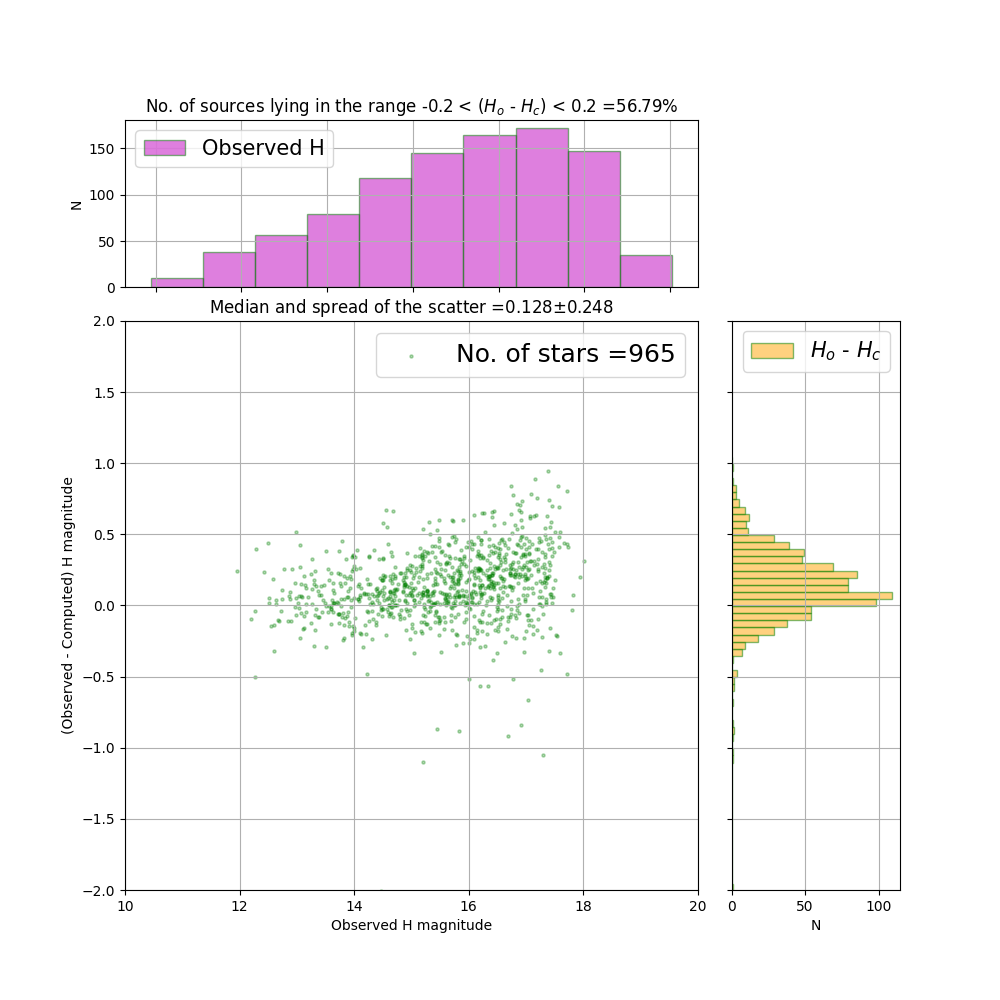 No. of sources lying in the range -0.2 < (H_o - H_c) < 0.2 =56.79%
Observed H
150
100
50
0
N
Median and spread of the scatter =0.128±0.248
No. of stars =965
H_o - H_c
2.0
1.5
1.0
0.5
0.0
−0.5
−1.0
−1.5
−2.0
(Observed - Computed) H magnitude
10 12 14 16 18 20
0 50 100
Observed H magnitude
N